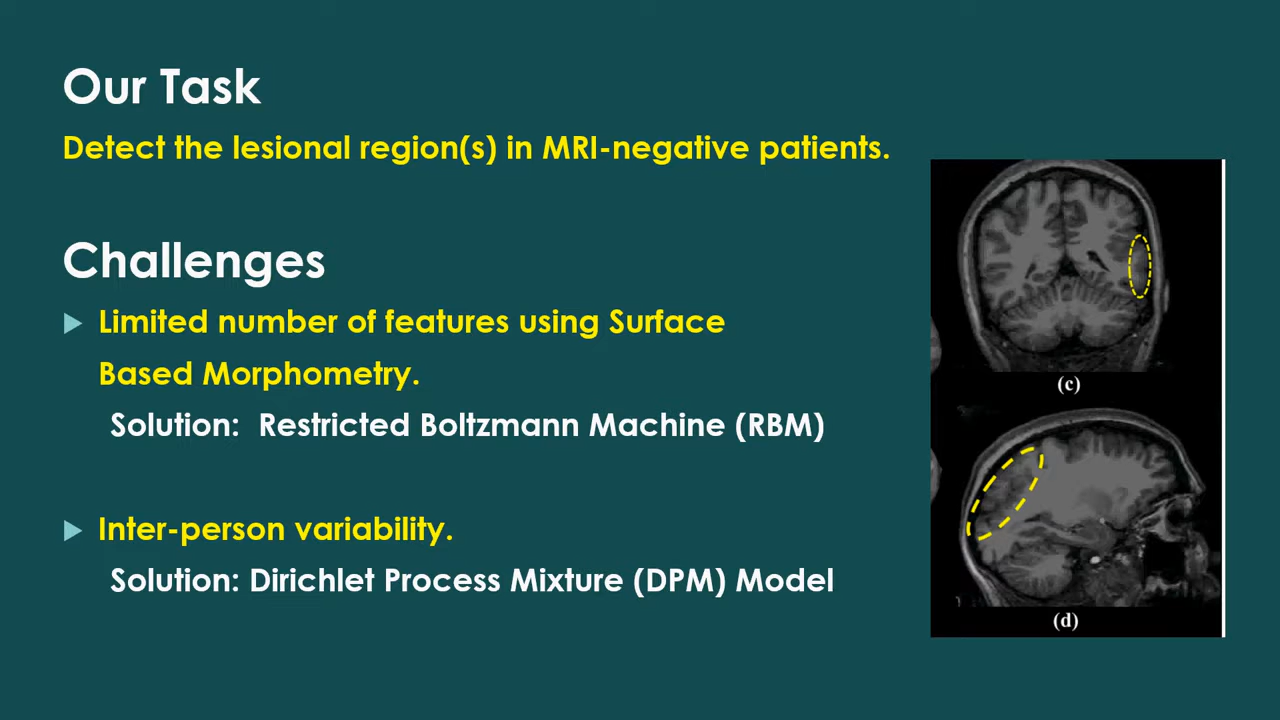 Our Task
Detect the lesional region(s) in MRI-negative patients.
Challenges
Limited number of features using Surface
Based Morphometry.
Solution: Restricted Boltzmann Machine (RBM)
Inter-person variability.
Solution: Dirichlet Process Mixture (DPM) Model
(c)
(d)